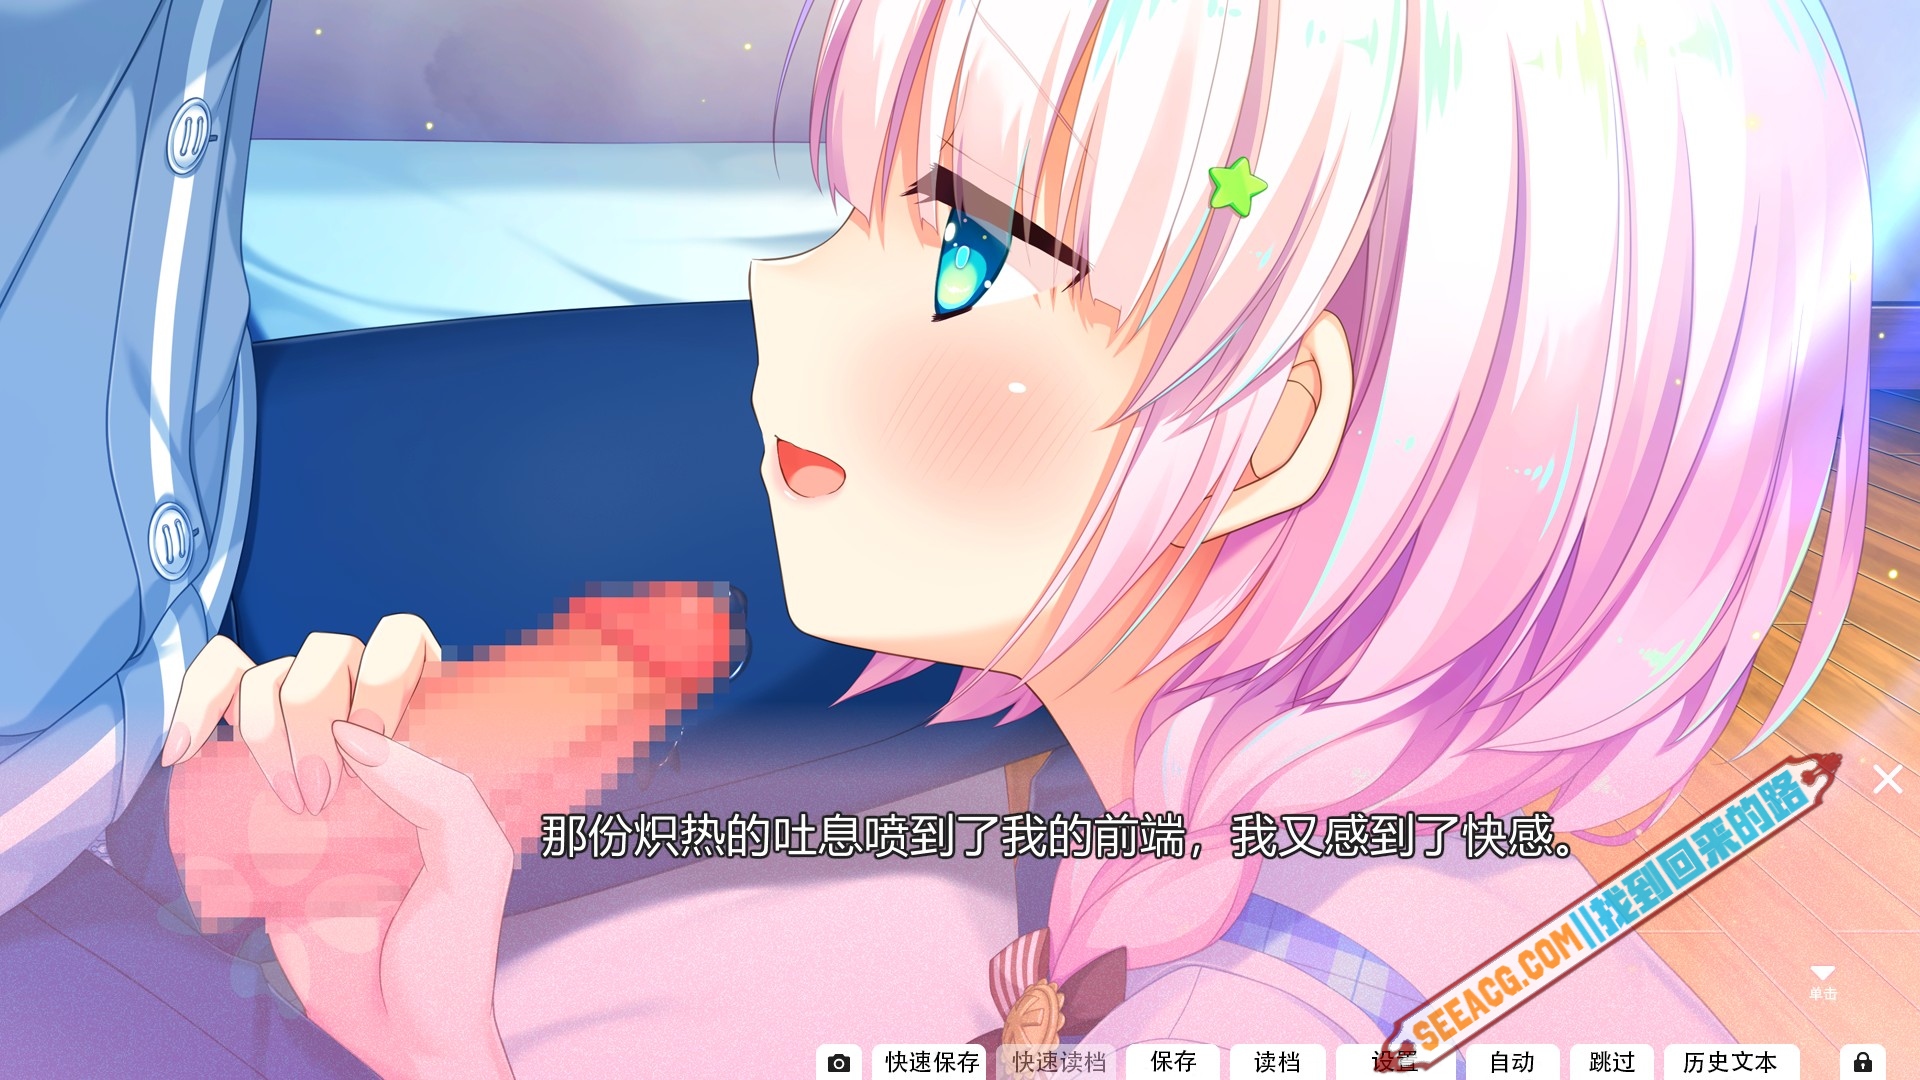 那份炽热的吐息喷到了我的前端，我又感到了快感。
SEEACG.COM||找到回来的路
单击
快速保存 快速读档 保存 读档 设置 自动 跳过 历史文本